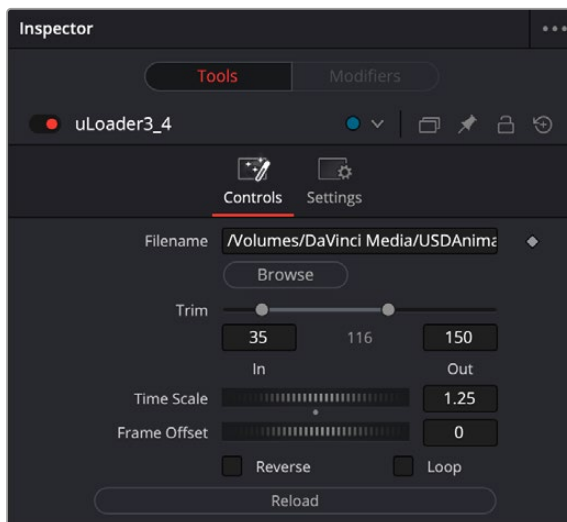 Inspector
Tools Modifiers
uLoader3_4
Controls Settings
Filename /Volumes/DaVinci Media/USDAnima
Browse
Trim
35 116 150
In Out
Time Scale 1.25
Frame Offset 0
Reverse Loop
Reload